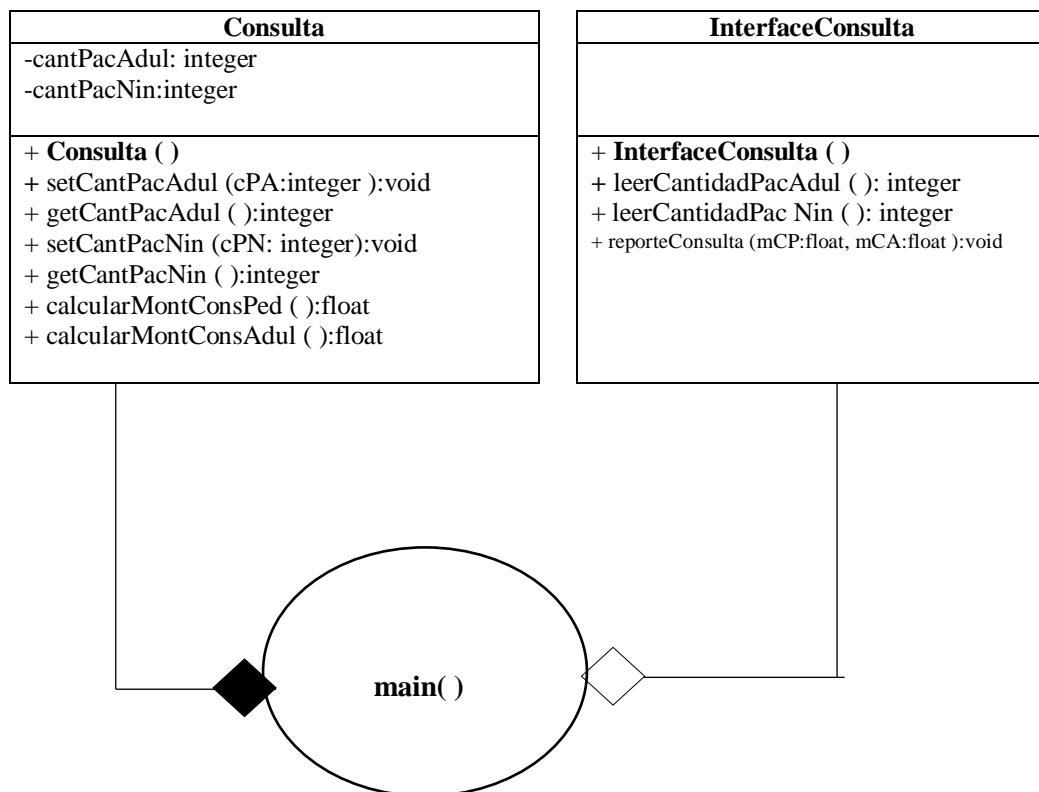 Consulta
-cantPacAdul: integer
-cantPacNin:integer
+ Consulta ( )
+ setCantPacAdul (cPA:integer ):void
+ getCantPacAdul ( ):integer
+ setCantPacNin (cPN: integer):void
+ getCantPacNin ( ):integer
+ calcularMontConsPed ( ):float
+ calcularMontConsAdul ( ):float
InterfaceConsulta
+ InterfaceConsulta ( )
+ leerCantidadPacAdul ( ): integer
+ leerCantidadPac Nin ( ): integer
+ reporteConsulta (mCP:float, mCA:float ):void
main( )